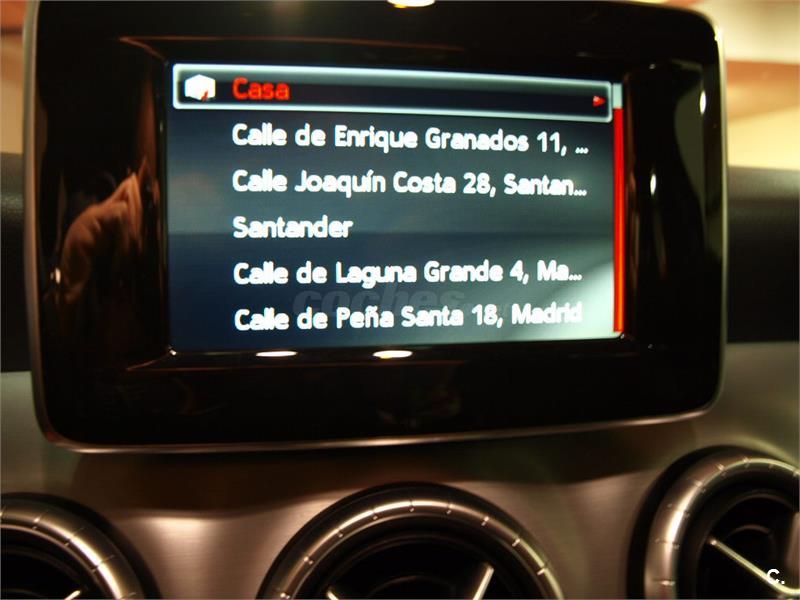 Casa
Calle de Enrique Granados 11, ...
Calle Joaquín Costa 28, Santan...
Santander
Calle de Laguna Grande 4, Ma...
Calle de Peña Santa 18, Madrid
coches
c.